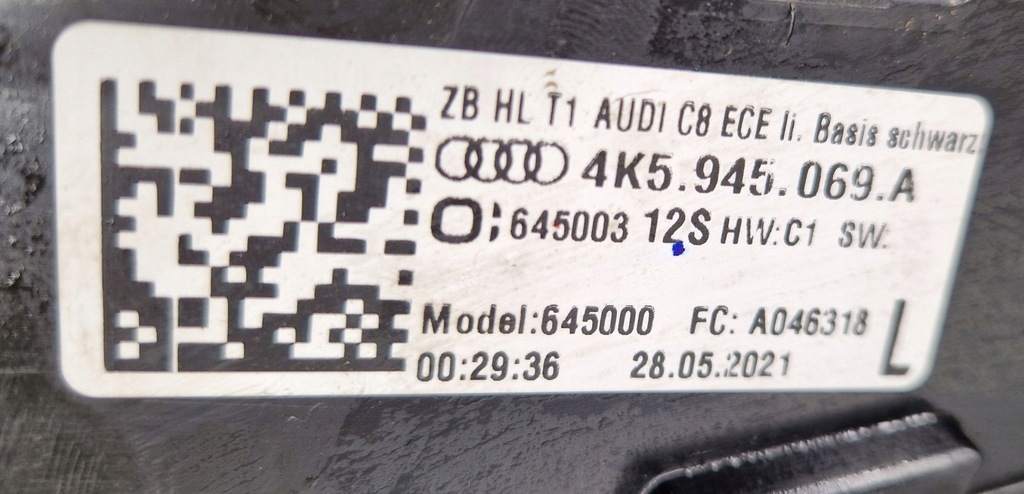 ZB HL T1 AUDI C8 ECE li. Basis schwarz
4K5.945.069.A
645003 12S HW:C1 SW:
Model:645000 FC: A046318
00:29:36 28.05.2021 L